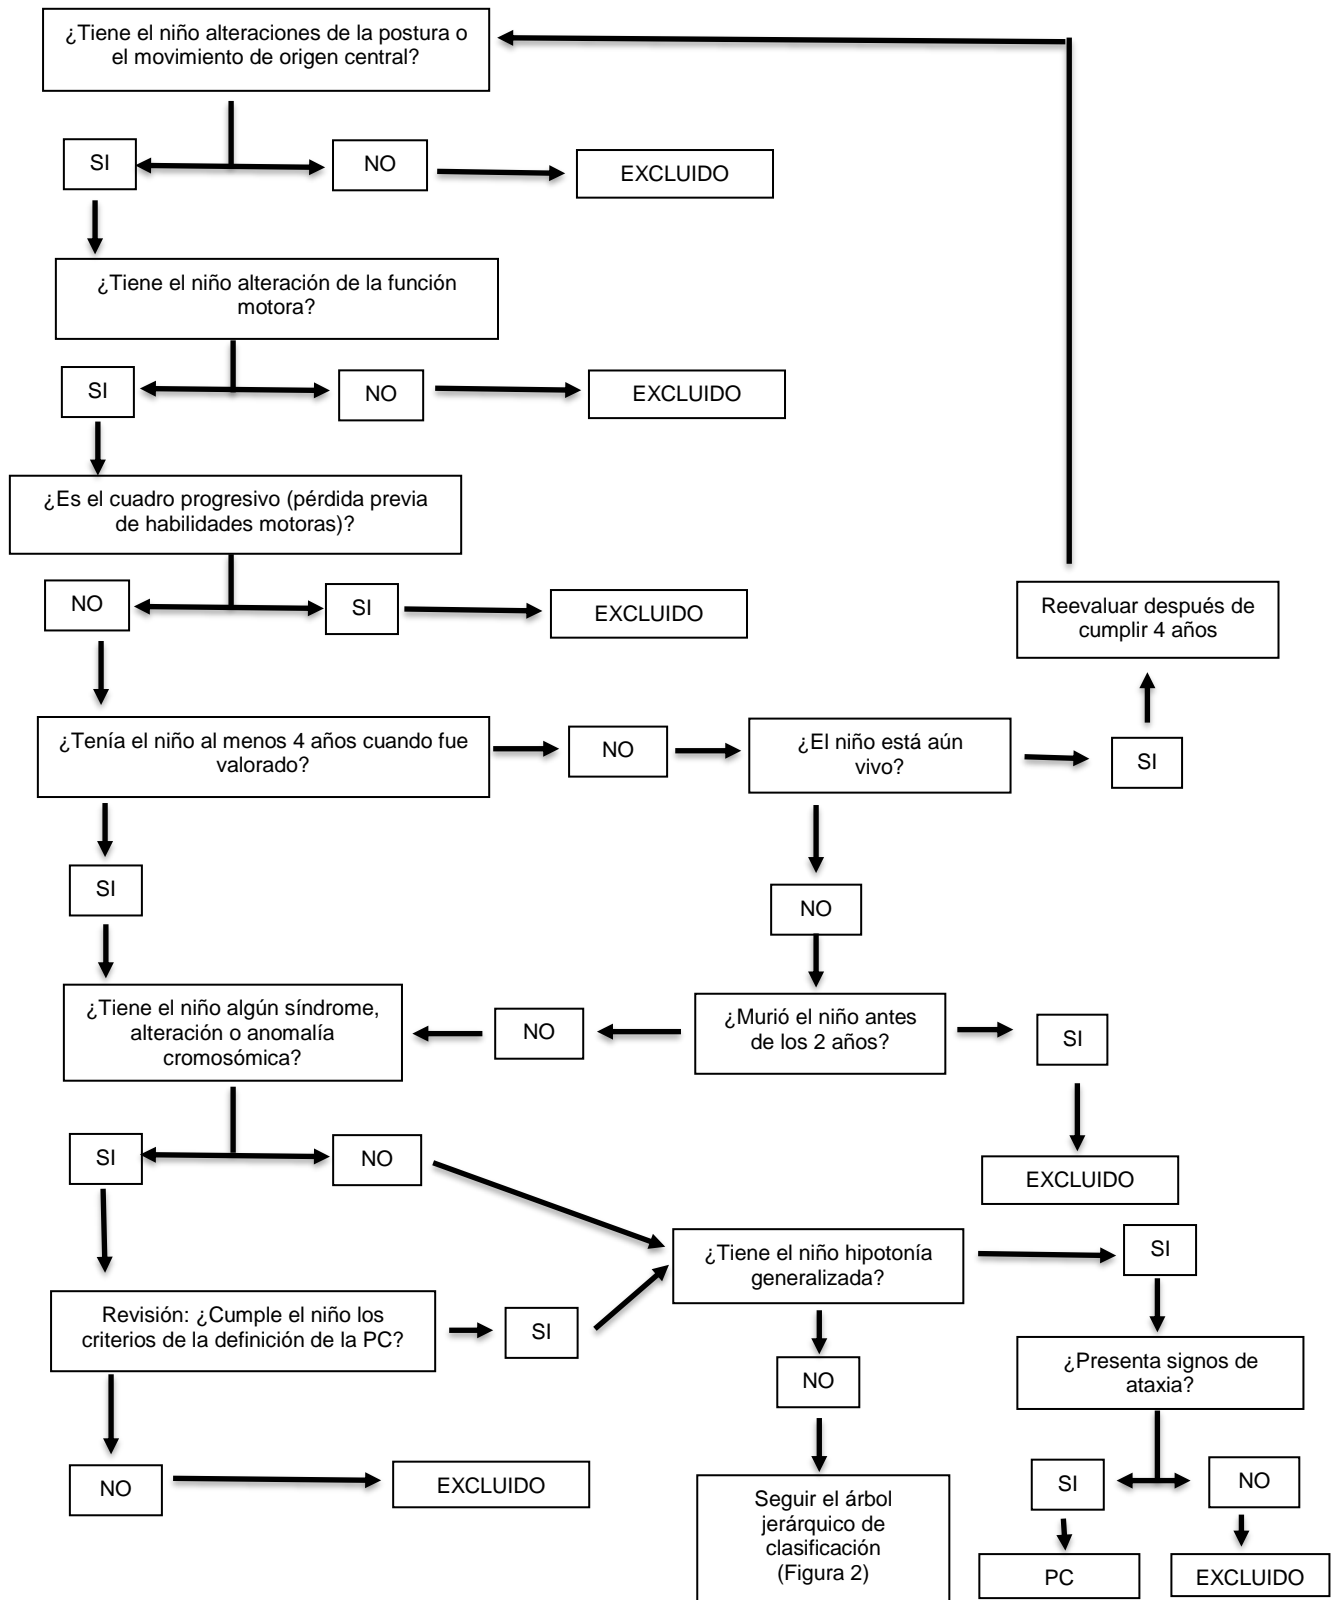 ¿Tiene el niño alteraciones de la postura o
el movimiento de origen central?
SI
NO
EXCLUIDO
¿Tiene el niño alteración de la función
motora?
SI
NO
EXCLUIDO
¿Es el cuadro progresivo (pérdida previa
de habilidades motoras)?
NO
SI
EXCLUIDO
Reevaluar después de
cumplir 4 años
¿Tenía el niño al menos 4 años cuando fue
valorado?
NO
¿El niño está aún
vivo?
SI
SI
NO
¿Tiene el niño algún síndrome,
alteración o anomalía
cromosómica?
NO
¿Murió el niño antes
de los 2 años?
SI
SI
NO
EXCLUIDO
¿Tiene el niño hipotonía
generalizada?
SI
Revisión: ¿Cumple el niño los
criterios de la definición de la PC?
SI
NO
¿Presenta signos de
ataxia?
NO
EXCLUIDO
Seguir el árbol
jerárquico de
clasificación
(Figura 2)
SI
NO
PC
EXCLUIDO